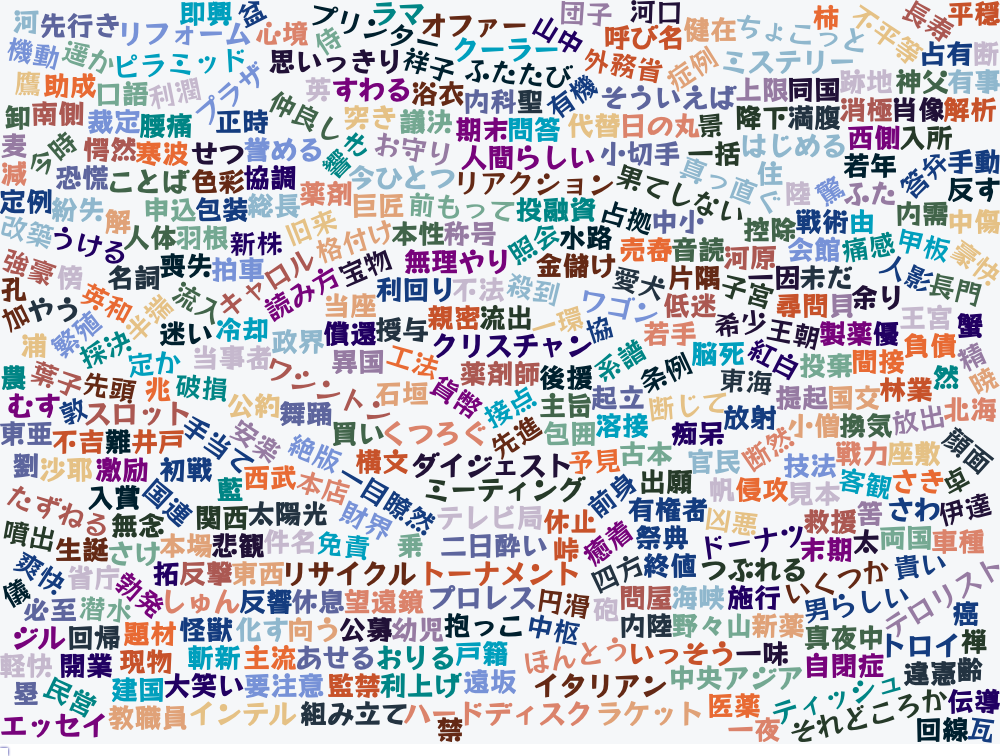 河 先行き リフォーム 即興 盆 心境 侍 プリンター ラマ オファー 山中 団子 河口 呼び名 健在 ちょこっと 柿 不平等 長寿 平穏
機動 遥か ピラミッド プラザ 思いっきり 祥子 クーラー ふたたび 外務省 症例 ミステリー 占有 断
鷹 助成 口語 利潤 英 すわる 浴衣 内科 聖 有機 そういえば 上限 同国 跡地 神父 有事
卸 南側 裁定 腰痛 正時 仲良し 突き 議決 期末 問答 代替 日の丸 景 降下 満腹 消極 肖像 解析
麦 今時 愕然 寒波 せつ 誉める 響き お守り 人間らしい 小切手 一括 はじめる 西側 入所
減 恐慌 ことば 色彩 協調 薬剤 今ひとつ リアクション 果てしない 真っ直ぐ 住 若年 答弁 手動
定例 紛失 解 申込 包装 総長 巨匠 前もって 投融資 占拠 中小 陸 驚 ふた 反す
改築 うける 人体 羽根 新株 旧来 格付け 本性 称号 照会 水路 売春 音読 河原 控除 戦術 由 会館 痛感 内需 中傷 甲板 豪快
強豪 傍 名詞 喪失 拍車 キャロル 読み方 宝物 無理やり 金儲け 愛犬 片隅 子宮 一因 未だ 人影 長門
孔 加 やう 英和 半端 流入 当座 利回り 不法 殺到 ワゴン 低迷 尋問 貝 余り 王宮 蟹
浦 繁殖 採決 定か 迷い 冷却 政界 償還 授与 親密 流出 一環 協 若手 希少 王朝 製薬 優 負債 精
当事者 異国 工法 クリスチャン 系譜 条例 脳死 紅白 投棄 間接 然 暁
農 葉子 先頭 兆 破損 ワシントン 石垣 貨幣 薬剤師 後援 起立 東海 提起 国交 林業
むす 敦 スロット 公約 舞踊 接点 主旨 断じて 放射 小僧 換気 放出 北海
東亜 不吉 難 井戸 手当て 安楽 絶版 買い くつろぐ 先進 包囲 溶接 痴呆 断然 戦力 座敷 顔面
劉 沙耶 激励 初戦 藍 西武 本店 一目瞭然 構文 ダイジェスト 予見 古本 官民 技法 客観 さき 卓
たずねる 入賞 国連 関西 太陽光 財界 ミーティング 前身 出願 帆 侵攻 見本 救援 筈 さわ 伊達
噴出 無念 テレビ局 休止 有権者 凶悪
生誕 さけ 本場 悲観 件名 免責 乗 二日酔い 峠 癒着 祭典 ドーナツ 末期 太 両国 車種
爽快 省庁 勃発 拓 反撃 東西 リサイクル トーナメント 四方 終値 つぶれる いくつか 貴い テロリスト
儀 必至 潜水 しゅん 反響 休息 望遠鏡 プロレス 円滑 砲 問屋 海峡 施行 男らしい 癌
ジル 回帰 題材 怪獣 化す 向う 公募 幼児 抱っこ 中枢 内陸 野々山 新薬 真夜中 トロイ 禅
軽快 開業 現物 斬新 主流 あせる おりる 戸籍 ほんとう いっそう 一味 自閉症 違憲 齢
塁 民営 建国 大笑い 要注意 監禁 利上げ 遠坂 イタリアン 中央アジア ティッシュ
エッセイ 教職員 インテル 組み立て ハードディスク 禁 ラケット 医薬 一夜 それどころか 伝導 回線 瓦